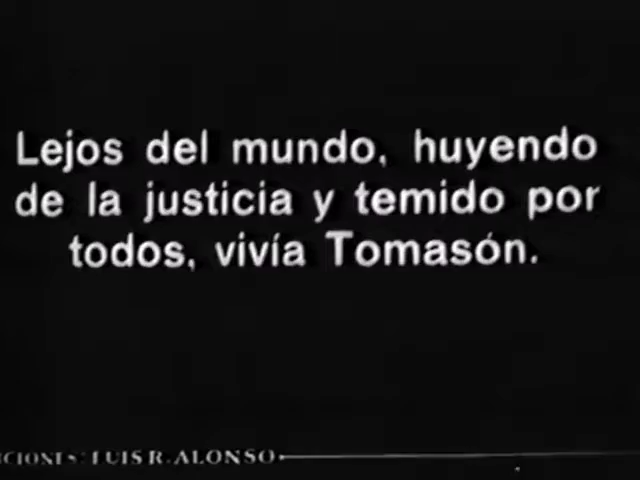 Lejos del mundo, huyendo
de la justicia y temido por
todos, vivía Tomasón.
LUIS R. ALONSO